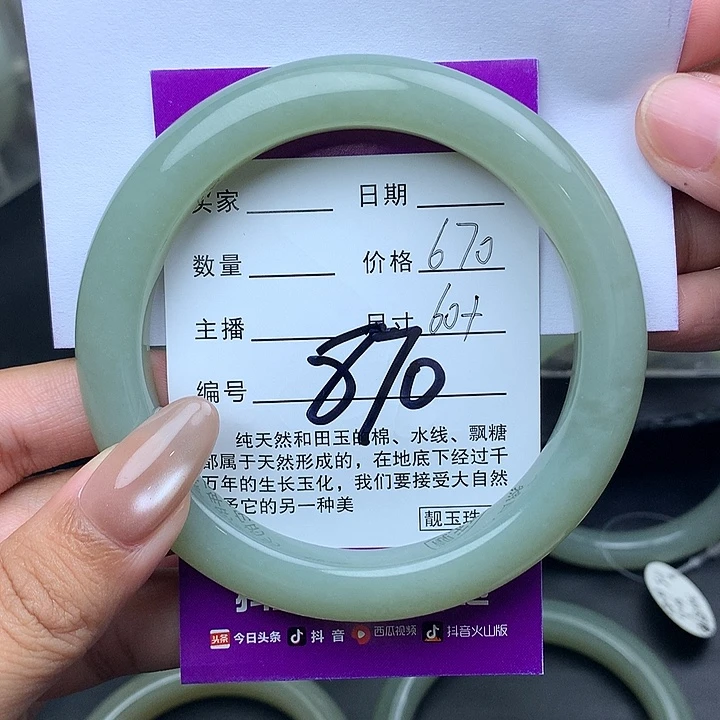 买家 日期
数量 价格 670
主播 尺寸 60+
编号 870
纯天然和田玉的棉、水线、飘糖
都属于天然形成的，在地底下经过千
万年的生长玉化，我们要接受大自然
予它的另一种美
靓玉珠
头条 今日头条 抖音 西瓜视频 抖音火山版